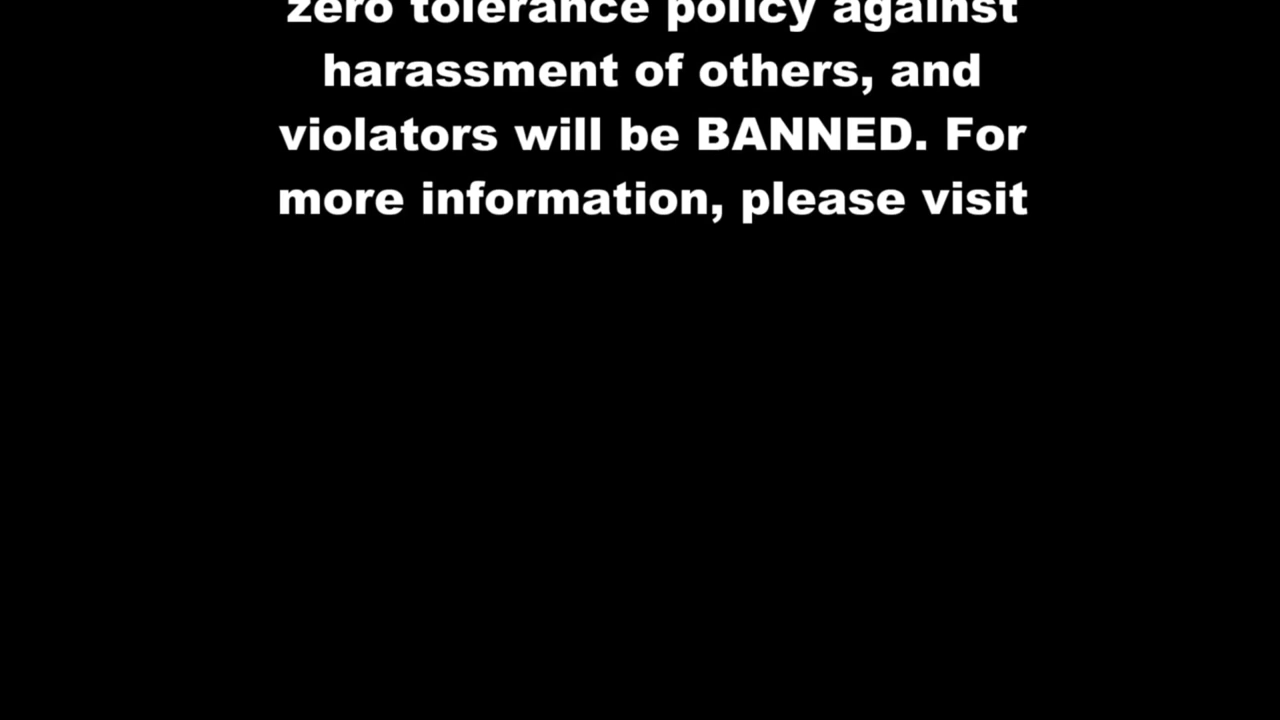 zero tolerance policy against
harassment of others, and
violators will be BANNED. For
more information, please visit